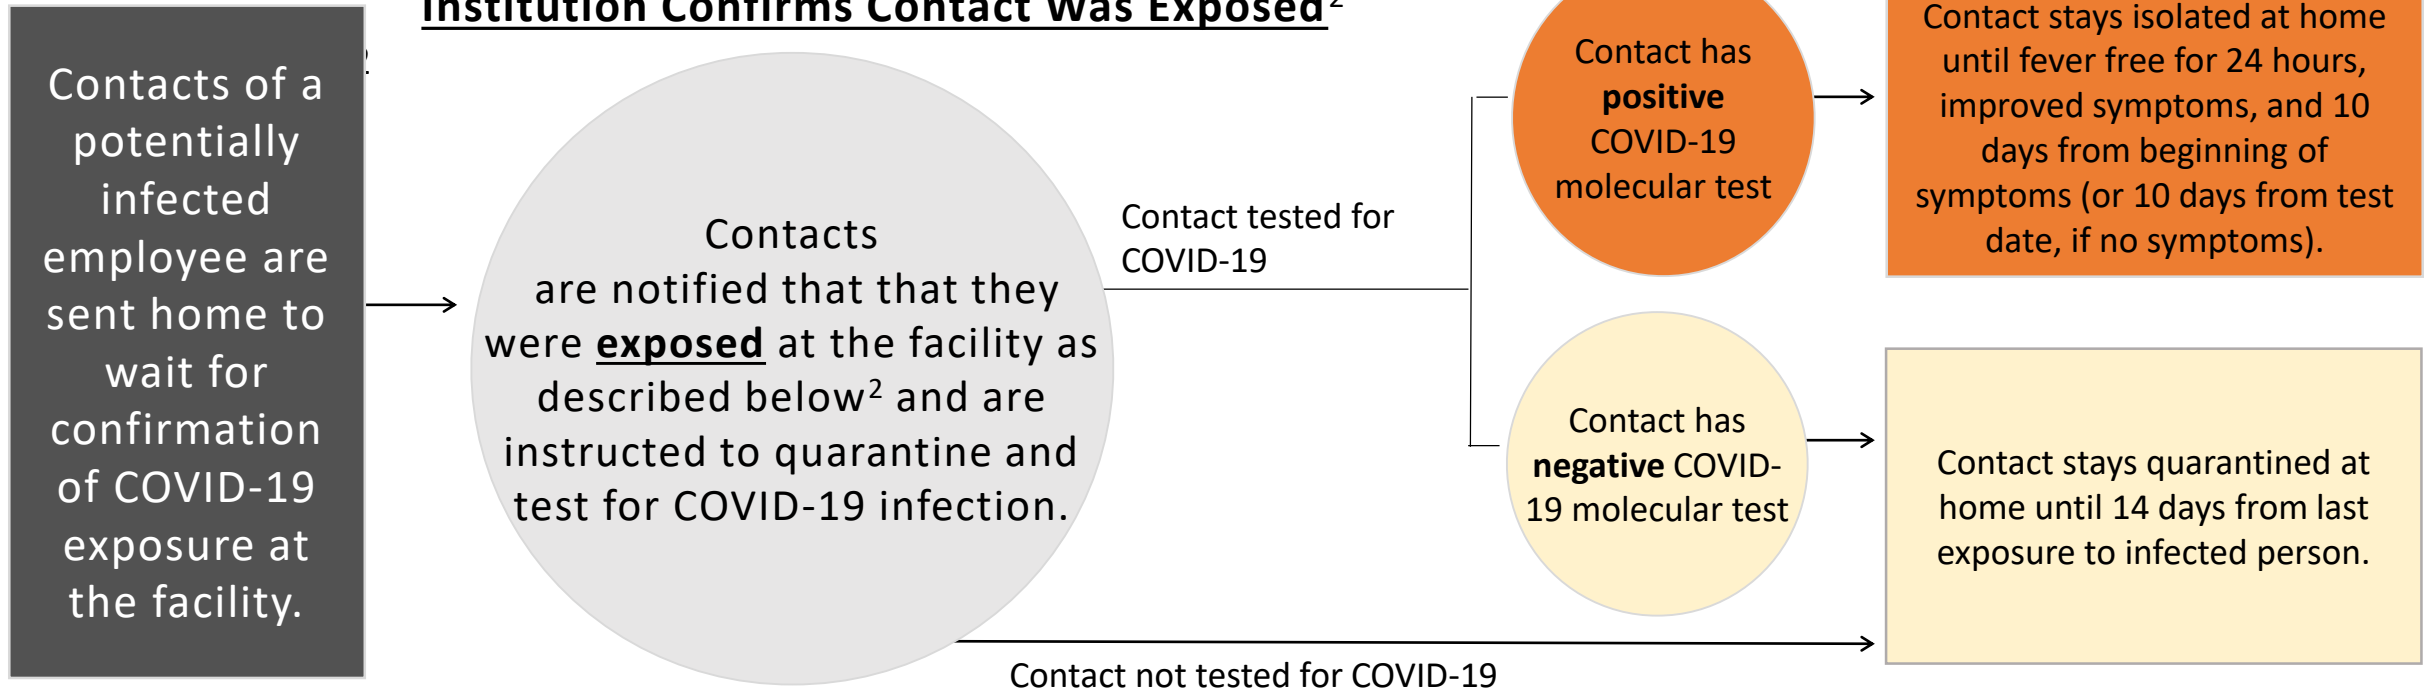 Institution Confirms Contact Was Exposed2
2
Contacts of a
potentially
infected
employee are
sent home to
wait for
confirmation
of COVID-19
exposure at
the facility.
Contacts
are notified that that they
were exposed at the facility as
described below2 and are
instructed to quarantine and
test for COVID-19 infection.
Contact tested for
COVID-19
Contact has
positive
COVID-19
molecular test
Contact stays isolated at home
until fever free for 24 hours,
improved symptoms, and 10
days from beginning of
symptoms (or 10 days from test
date, if no symptoms).
Contact has
negative COVID-
19 molecular test
Contact stays quarantined at
home until 14 days from last
exposure to infected person.
Contact not tested for COVID-19